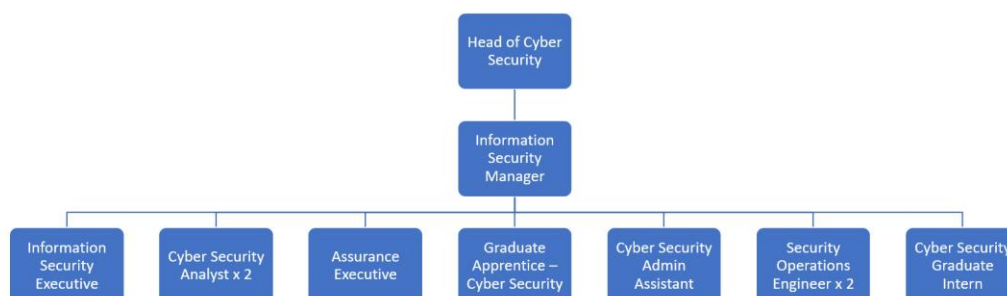 Head of Cyber
Security
Information
Security
Manager
Information
Security
Executive
Cyber Security
Analyst x 2
Assurance
Executive
Graduate
Apprentice –
Cyber Security
Cyber Security
Admin
Assistant
Security
Operations
Engineer x 2
Cyber Security
Graduate
Intern